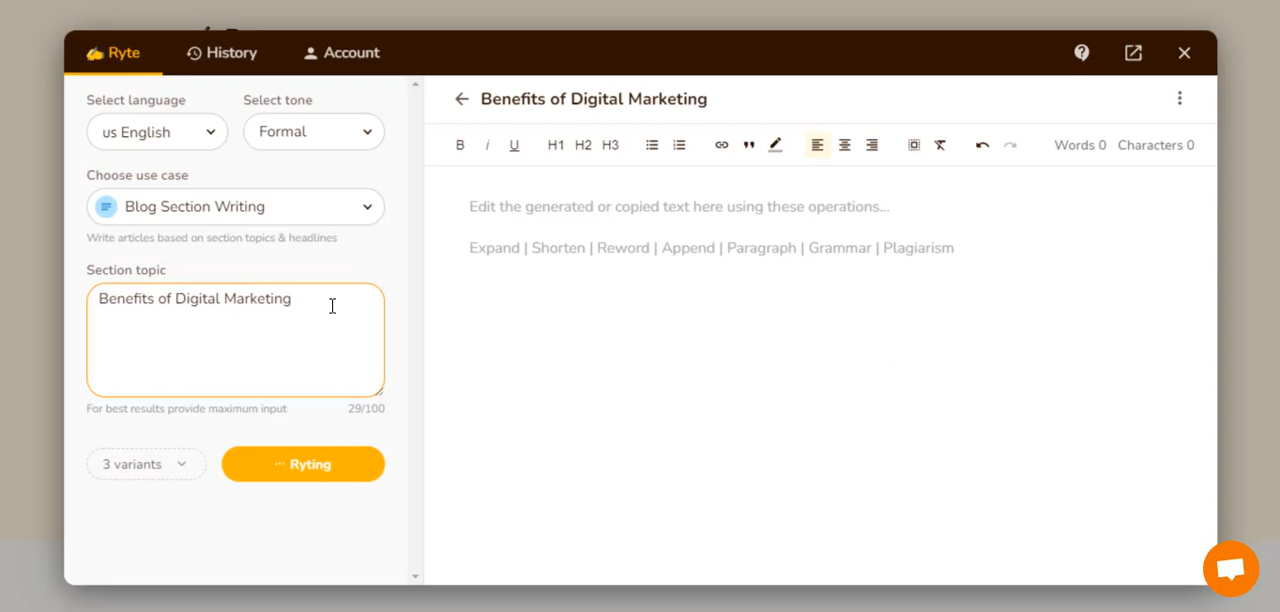 Ryte
History
Account
Select language
Select tone
us English
Formal
Choose use case
Blog Section Writing
Write articles based on section topics & headlines
Section topic
Benefits of Digital Marketing
For best results provide maximum input
29/100
3 variants
Ryting
Benefits of Digital Marketing
B i U H1 H2 H3
Words 0 Characters 0
Edit the generated or copied text here using these operations...
Expand | Shorten | Reword | Append | Paragraph | Grammar | Plagiarism